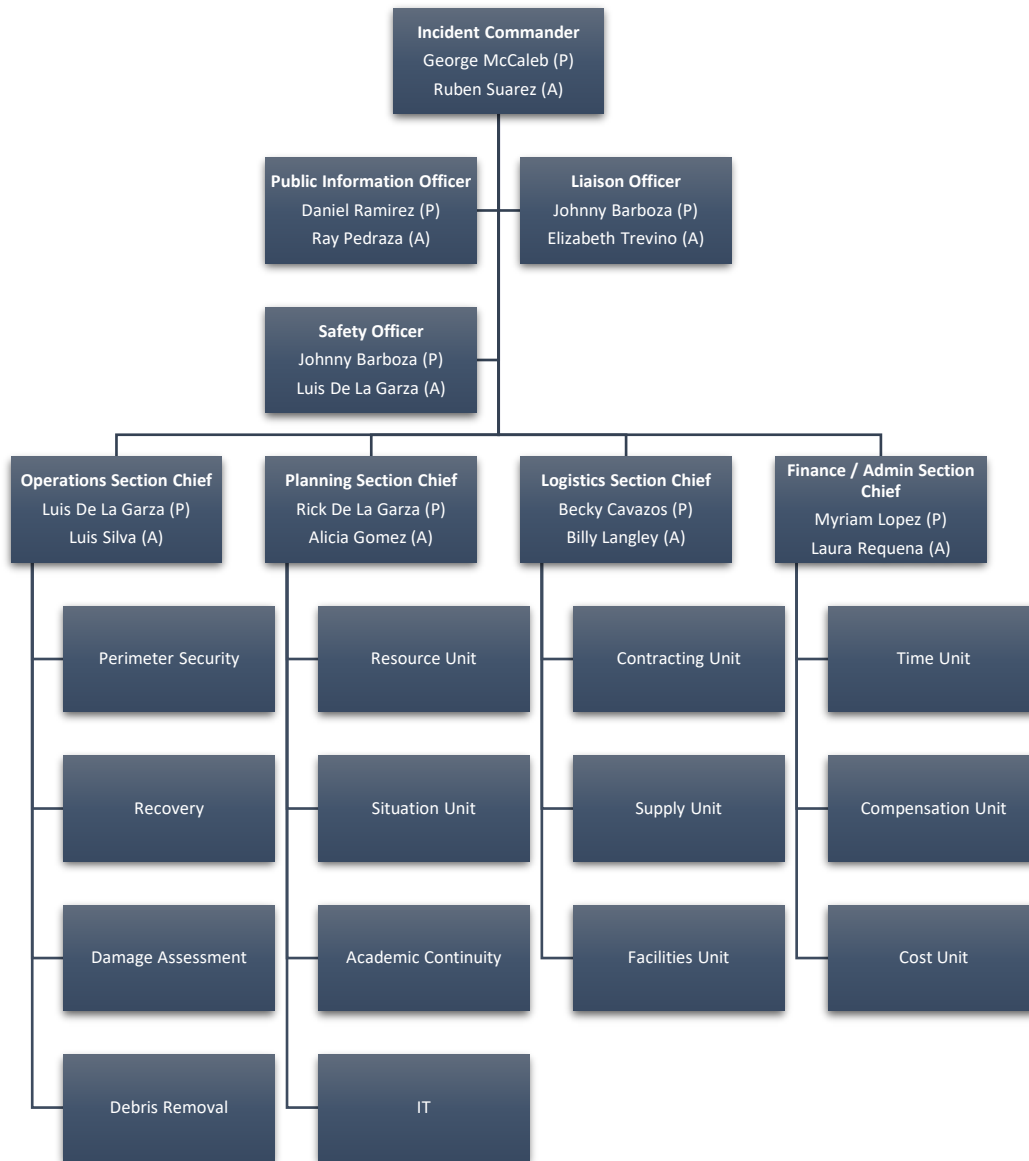 Incident Commander
George McCaleb (P)
Ruben Suarez (A)
Public Information Officer
Daniel Ramirez (P)
Ray Pedraza (A)
Liaison Officer
Johnny Barboza (P)
Elizabeth Trevino (A)
Safety Officer
Johnny Barboza (P)
Luis De La Garza (A)
Operations Section Chief
Luis De La Garza (P)
Luis Silva (A)
Planning Section Chief
Rick De La Garza (P)
Alicia Gomez (A)
Logistics Section Chief
Becky Cavazos (P)
Billy Langley (A)
Finance / Admin Section
Chief
Myriam Lopez (P)
Laura Requena (A)
Perimeter Security
Resource Unit
Contracting Unit
Time Unit
Recovery
Situation Unit
Supply Unit
Compensation Unit
Damage Assessment
Academic Continuity
Facilities Unit
Cost Unit
Debris Removal
IT